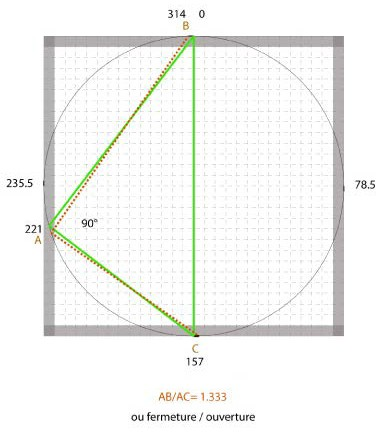 314 0
B
235.5
78.5
90°
221
A
C
157
AB/AC= 1.333
ou fermeture / ouverture